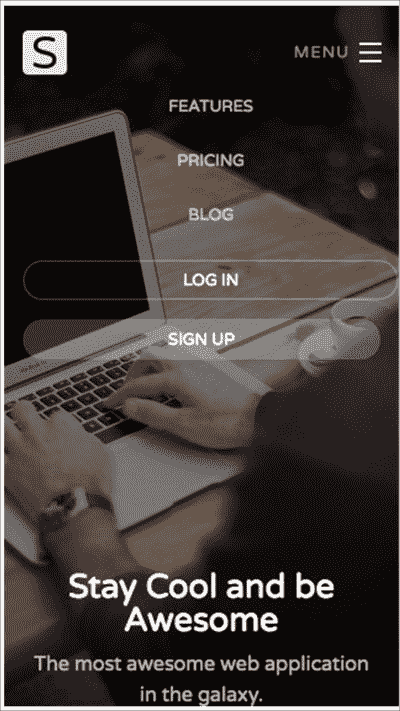 S
MENU
FEATURES
PRICING
BLOG
LOG IN
SIGN UP
Stay Cool and be
Awesome
The most awesome web application
in the galaxy.